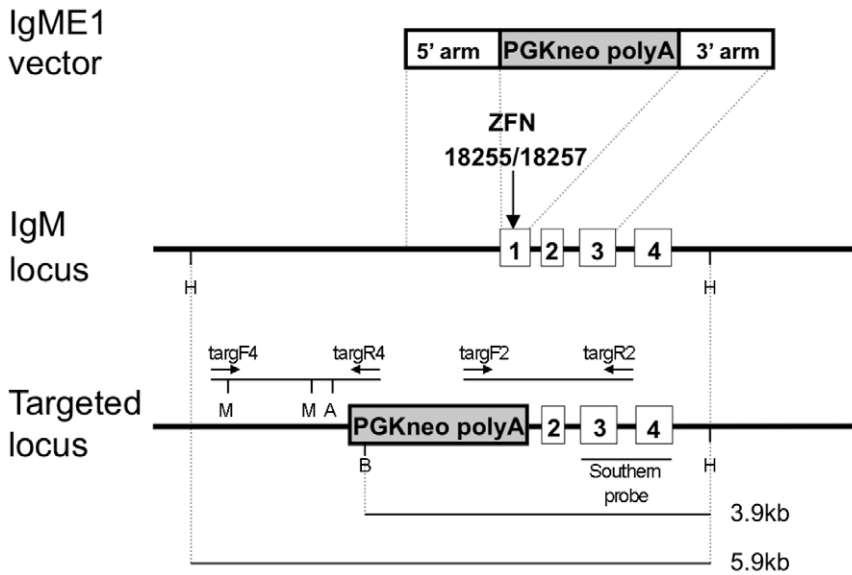 IgME1
vector
5' arm PGKneo polyA 3' arm
ZFN
18255/18257
IgM
locus
1 2 3 4
H H
targF4 targR4 targF2 targR2
M M A
Targeted
locus
PGKneo polyA 2 3 4
B H
Southern
probe
3.9kb
5.9kb